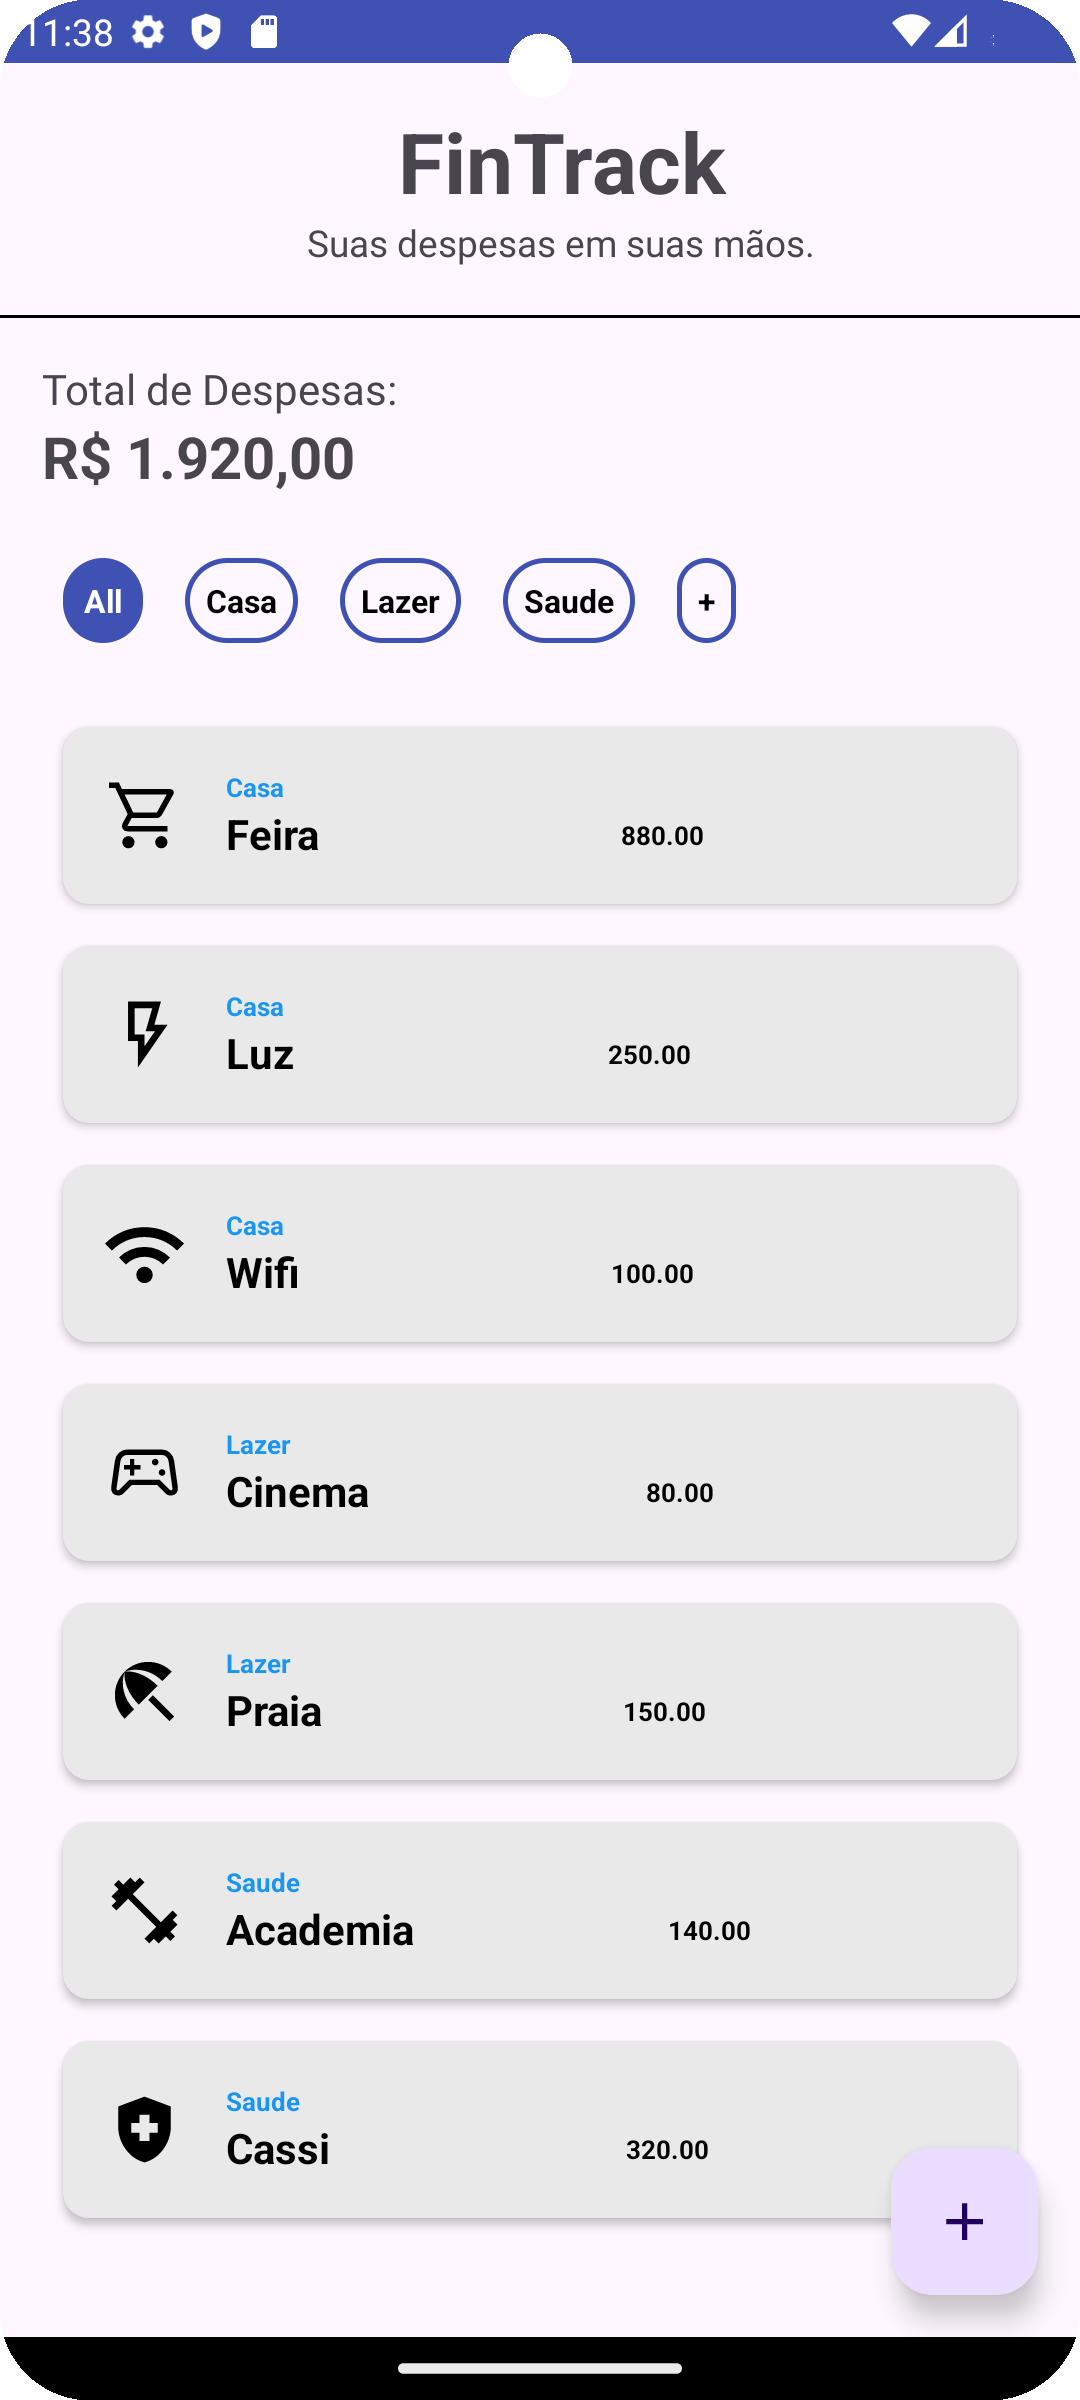 11:38
FinTrack
Suas despesas em suas mãos.
Total de Despesas:
R$ 1.920,00
All Casa Lazer Saude +
Casa
Feira 880.00
Casa
Luz 250.00
Casa
Wifi 100.00
Lazer
Cinema 80.00
Lazer
Praia 150.00
Saude
Academia 140.00
Saude
Cassi 320.00
+